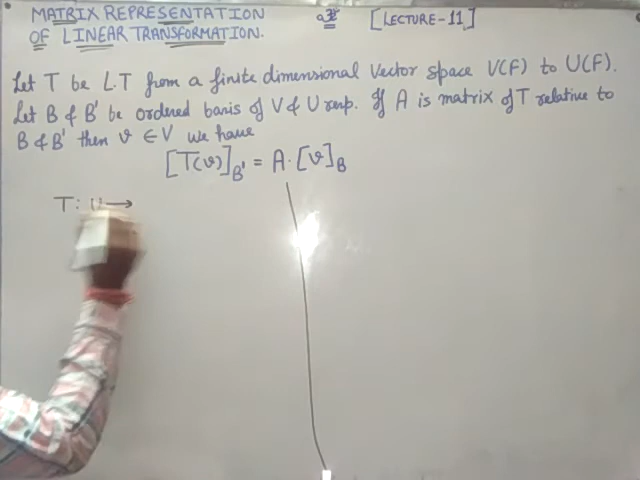 MATRIX REPRESENTATION
OF LINEAR TRANSFORMATION.
[LECTURE-11]
Let T be L.T from a finite dimensional Vector space V(F) to U(F).
Let B & B' be ordered basis of V & U resp. If A is matrix of T relative to
B & B' then v ∈ V we have
[T(v)]_B' = A·[v]_B
T: →